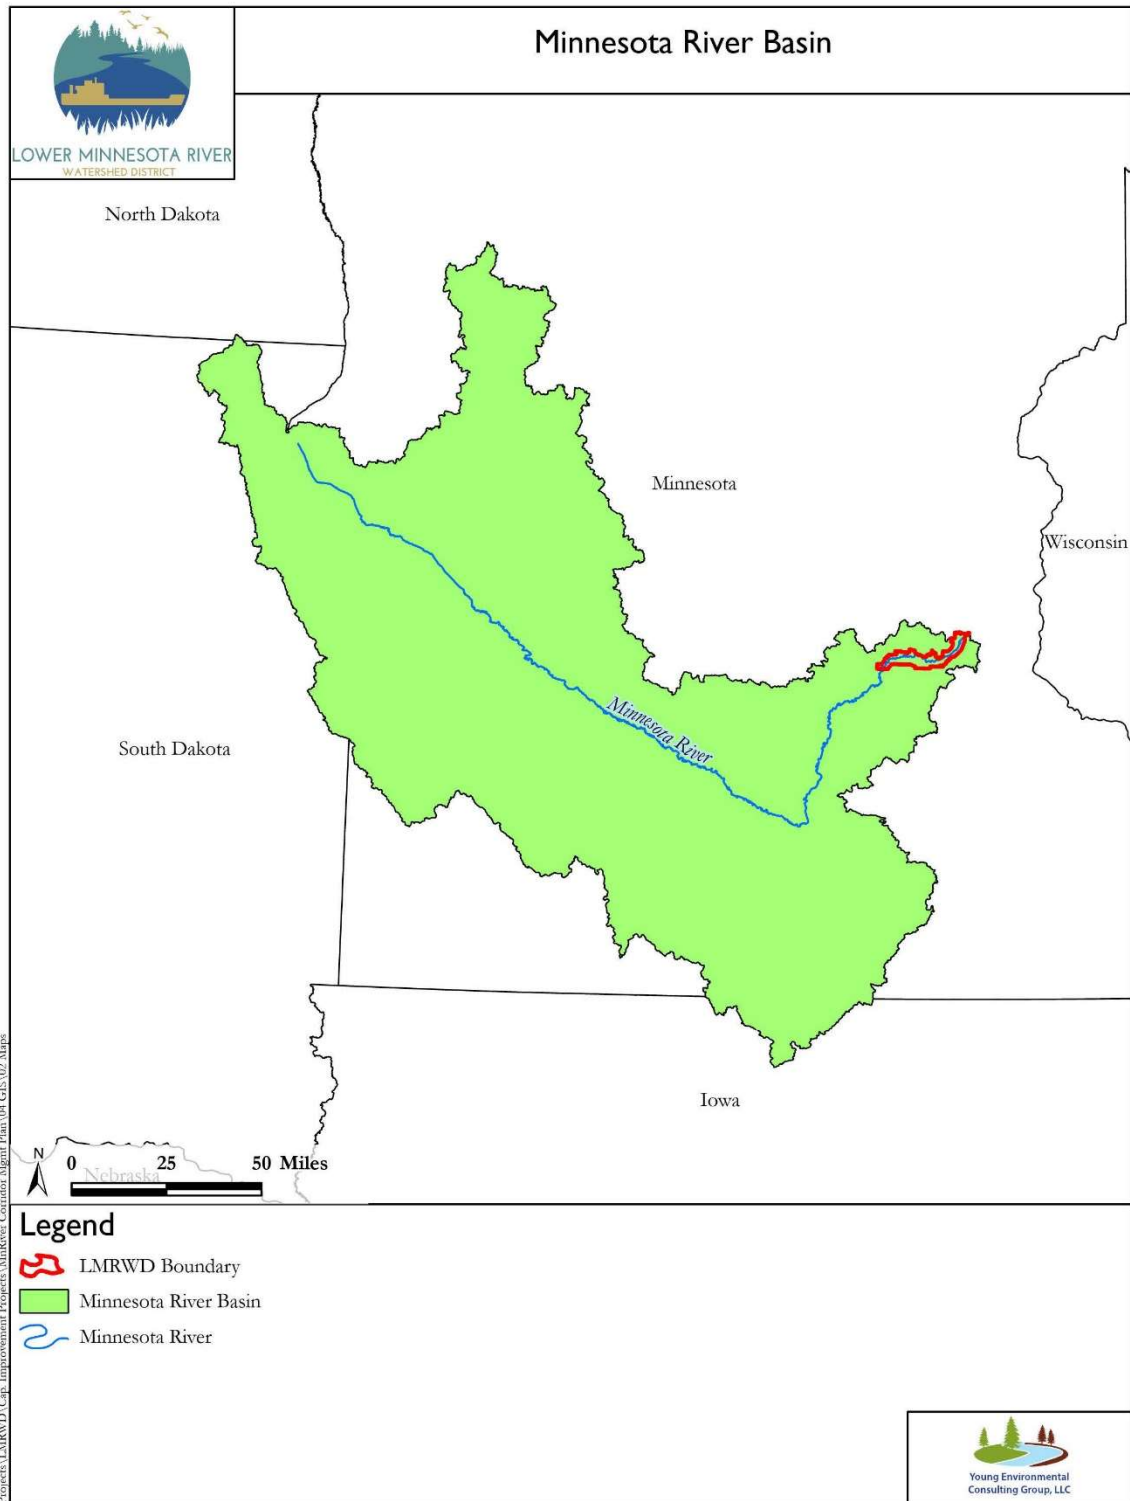 Minnesota River Basin
LOWER MINNESOTA RIVER
WATERSHED DISTRICT
North Dakota
Minnesota
Wisconsin
South Dakota
Minnesota River
Iowa
Nebraska
N
0 25 50 Miles
Legend
LMRWD Boundary
Minnesota River Basin
Minnesota River
Young Environmental
Consulting Group, LLC